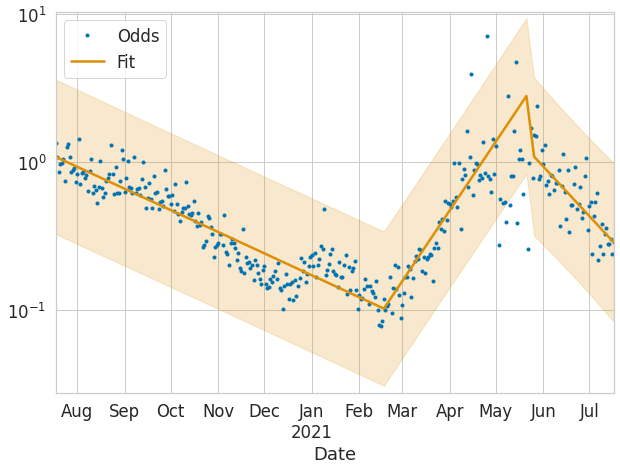 10^1
Odds
Fit
10^0
10^−1
Aug Sep Oct Nov Dec Jan Feb Mar Apr May Jun Jul
2021
Date